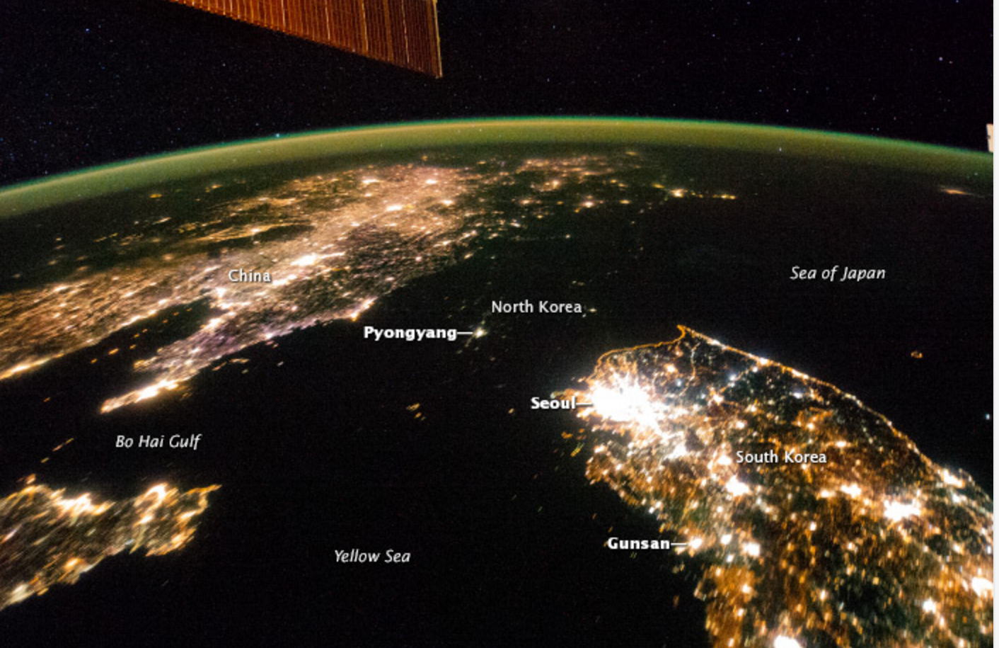 China
Sea of Japan
North Korea
Pyongyang
Seoul
Bo Hai Gulf
South Korea
Gunsan
Yellow Sea